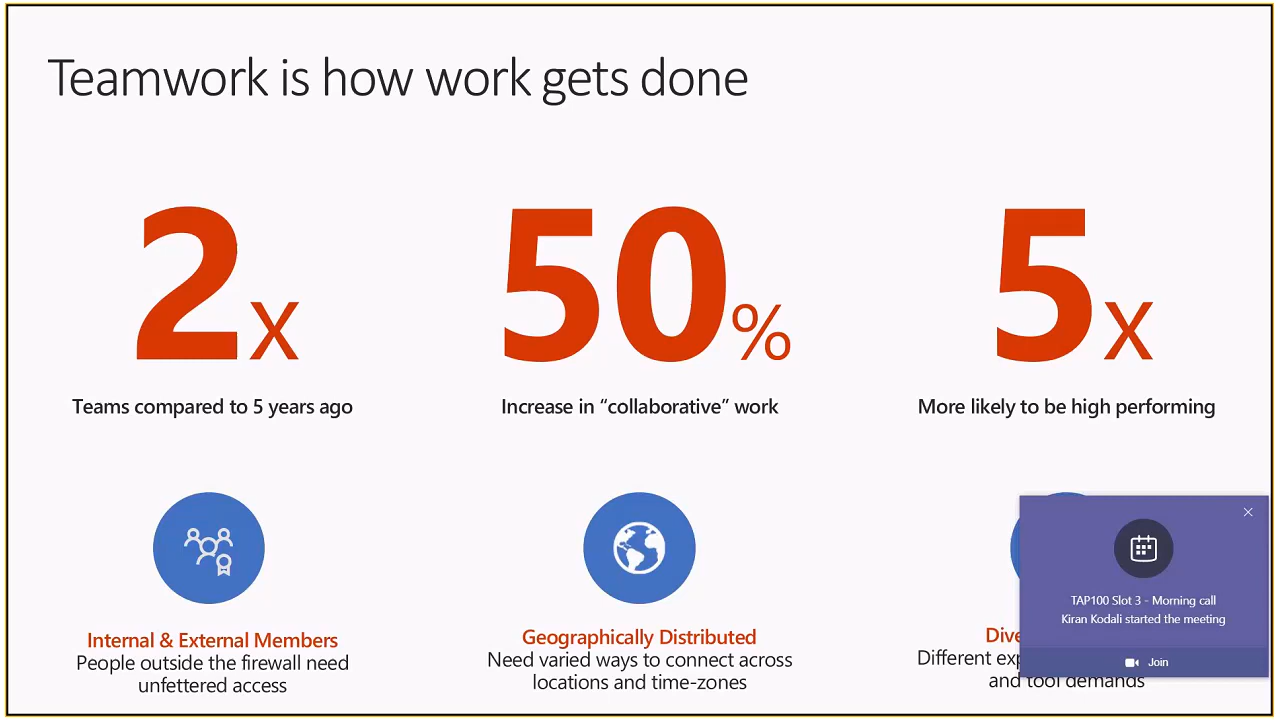 Teamwork is how work gets done
2x
Teams compared to 5 years ago
50%
Increase in “collaborative” work
5x
More likely to be high performing
Internal & External Members
People outside the firewall need
unfettered access
Geographically Distributed
Need varied ways to connect across
locations and time-zones
Different
and tool demands
TAP100 Slot 3 - Morning call
Kiran Kodali started the meeting
Join